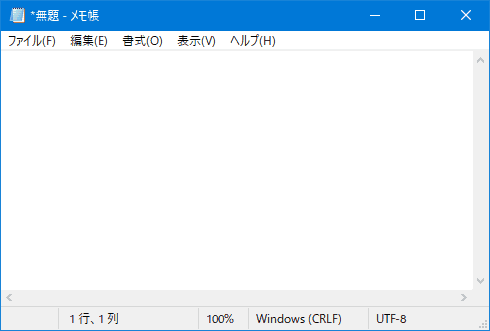 *無題 - メモ帳
ファイル(F) 編集(E) 書式(O) 表示(V) ヘルプ(H)
1 行、1 列 100% Windows (CRLF) UTF-8